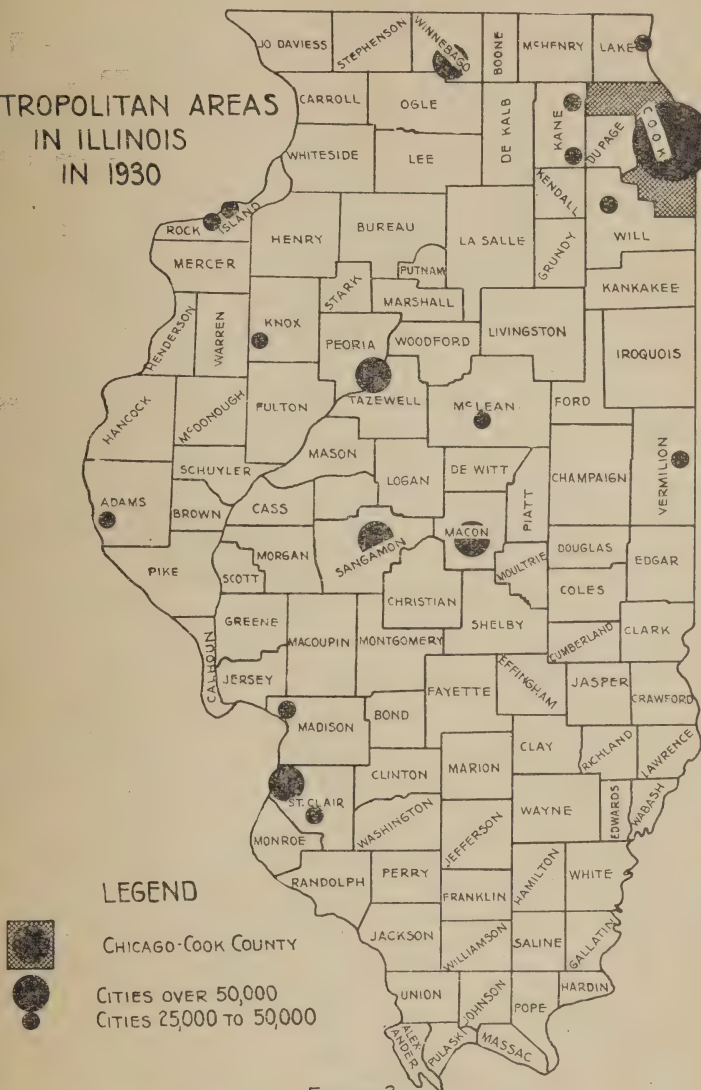 TROPOLITAN AREAS
IN ILLINOIS
IN 1930
JO DAVIESS
STEPHENSON
WINNEBAGO
BOONE
McHENRY
LAKE
CARROLL
OGLE
DE KALB
KANE
DU PAGE
COOK
WHITESIDE
LEE
KENDALL
ROCK ISLAND
HENRY
BUREAU
LA SALLE
GRUNDY
WILL
MERCER
PUTNAM
KANKAKEE
HENDERSON
WARREN
KNOX
STARK
MARSHALL
PEORIA
WOODFORD
LIVINGSTON
IROQUOIS
HANCOCK
McDONOUGH
FULTON
TAZEWELL
McLEAN
FORD
SCHUYLER
MASON
LOGAN
DE WITT
PIATT
CHAMPAIGN
VERMILION
ADAMS
BROWN
CASS
SANGAMON
MACON
MOULTRIE
DOUGLAS
EDGAR
PIKE
SCOTT
MORGAN
CHRISTIAN
COLES
GREENE
MACOUPIN
MONTGOMERY
SHELBY
CUMBERLAND
CLARK
CALHOUN
JERSEY
FAYETTE
EFFINGHAM
JASPER
CRAWFORD
MADISON
BOND
CLAY
RICHLAND
LAWRENCE
ST. CLAIR
CLINTON
MARION
WAYNE
EDWARDS
WABASH
MONROE
WASHINGTON
JEFFERSON
RANDOLPH
PERRY
FRANKLIN
HAMILTON
WHITE
JACKSON
WILLIAMSON
SALINE
GALLATIN
UNION
JOHNSON
POPE
HARDIN
ALEX-
ANDER
PULASKI
MASSAC
LEGEND
CHICAGO-COOK COUNTY
CITIES OVER 50,000
CITIES 25,000 TO 50,000